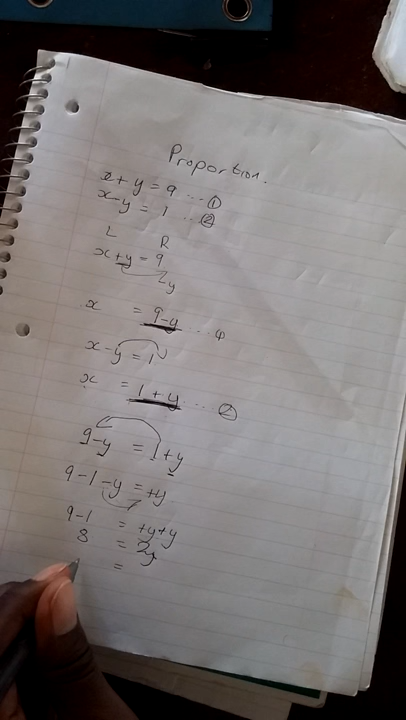 Proportion.
x + y = 9 ... ①
x - y = 1 ... ②
L R
x + y = 9
-y
x = 9 - y ... ①
x - y = 1
x = 1 + y ... ②
9 - y = 1 + y
9 - 1 - y = + y
9 - 1 = + y + y
8 = 2y
=